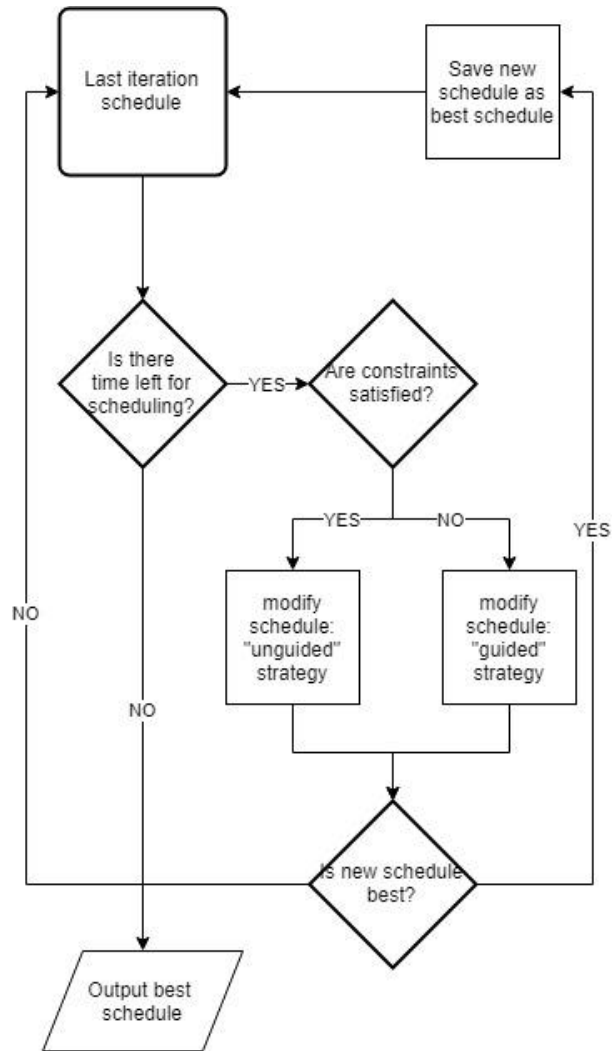 Last iteration
schedule
Save new
schedule as
best schedule
Is there
time left for
scheduling?
YES
Are constraints
satisfied?
YES
NO
YES
NO
modify
schedule:
"unguided"
strategy
modify
schedule:
"guided"
strategy
NO
Is new schedule
best?
Output best
schedule